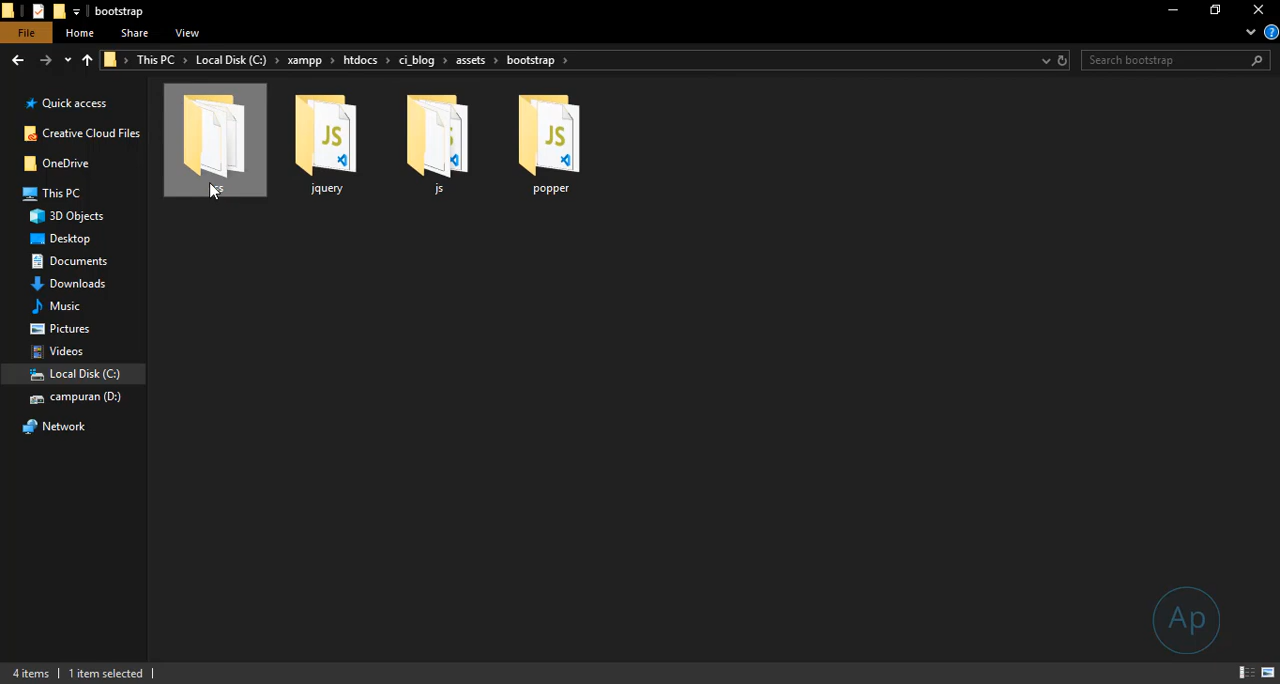 bootstrap
File Home Share View
This PC Local Disk (C:) xampp htdocs ci_blog assets bootstrap
Search bootstrap
Quick access
Creative Cloud Files
OneDrive
This PC
3D Objects
Desktop
Documents
Downloads
Music
Pictures
Videos
Local Disk (C:)
campuran (D:)
Network
JS JS JS
jquery js popper
Ap
4 items 1 item selected